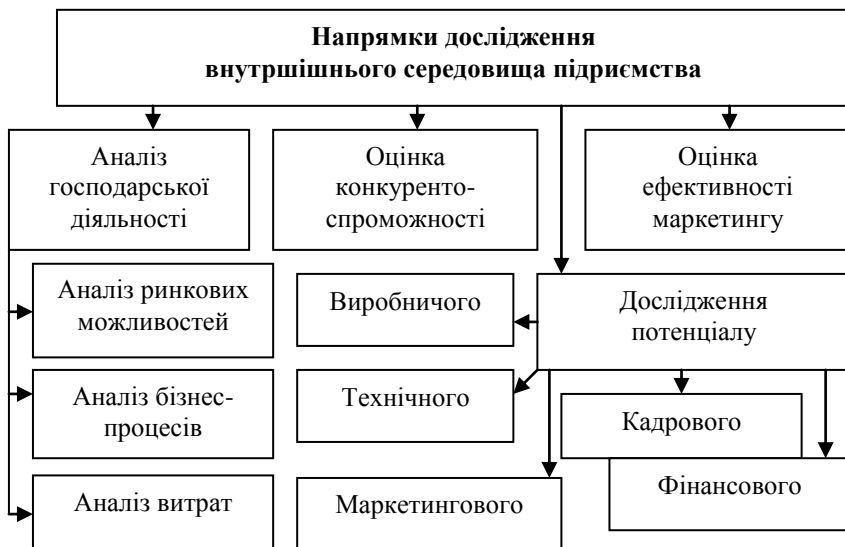 Напрямки дослідження
внутршішнього середовища підриємства
Аналіз
господарської
діяльності
Оцінка
конкуренто-
спроможності
Оцінка
ефективності
маркетингу
Аналіз ринкових
можливостей
Виробничого
Дослідження
потенціалу
Аналіз бізнес-
процесів
Технічного
Кадрового
Аналіз витрат
Маркетингового
Фінансового